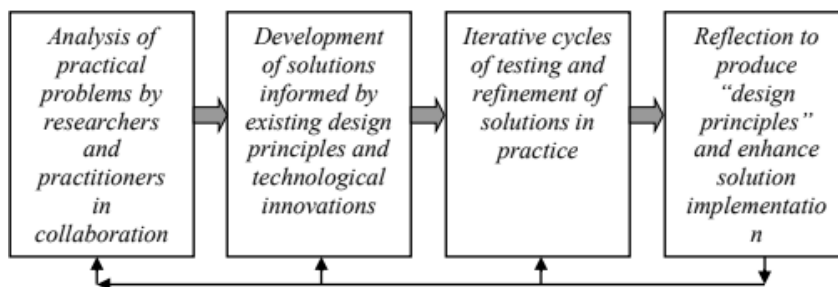 Analysis of
practical
problems by
researchers
and
practitioners
in
collaboration
Development
of solutions
informed by
existing design
principles and
technological
innovations
Iterative cycles
of testing and
refinement of
solutions in
practice
Reflection to
produce
“design
principles”
and enhance
solution
implementatio
n